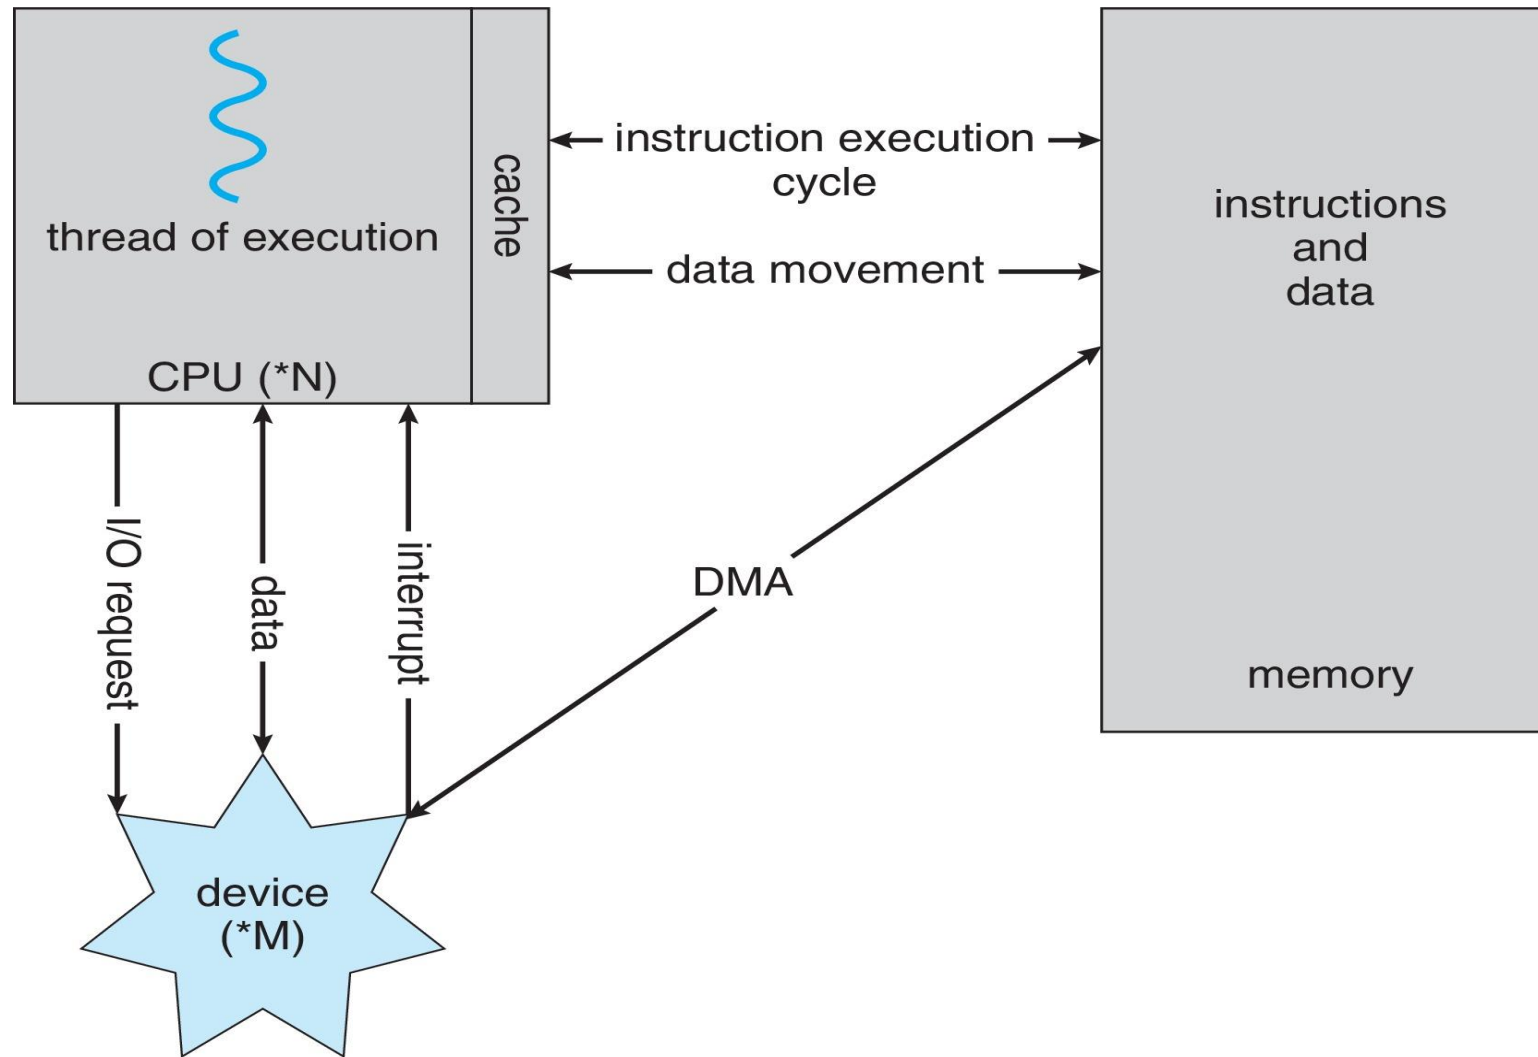 thread of execution
CPU (*N)
cache
instruction execution
cycle
data movement
instructions
and
data
memory
I/O request
data
interrupt
DMA
device
(*M)